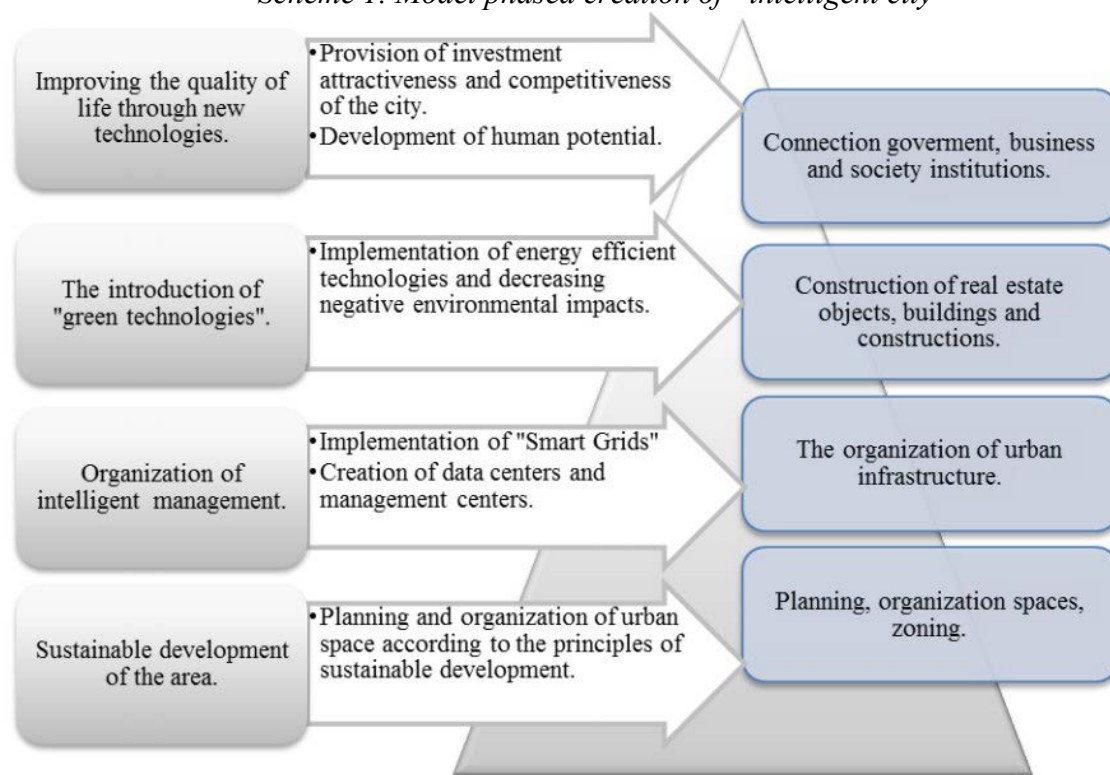 Scheme 1. Model phased creation of "intelligent city"
Improving the quality of
life through new
technologies.
•Provision of investment
attractiveness and competitiveness
of the city.
•Development of human potential.
Connection goverment, business
and society institutions.
The introduction of
"green technologies".
•Implementation of energy efficient
technologies and decreasing
negative environmental impacts.
Construction of real estate
objects, buildings and
constructions.
Organization of
intelligent management.
•Implementation of "Smart Grids"
•Creation of data centers and
management centers.
The organization of urban
infrastructure.
Sustainable development
of the area.
•Planning and organization of urban
space according to the principles of
sustainable development.
Planning, organization spaces,
zoning.